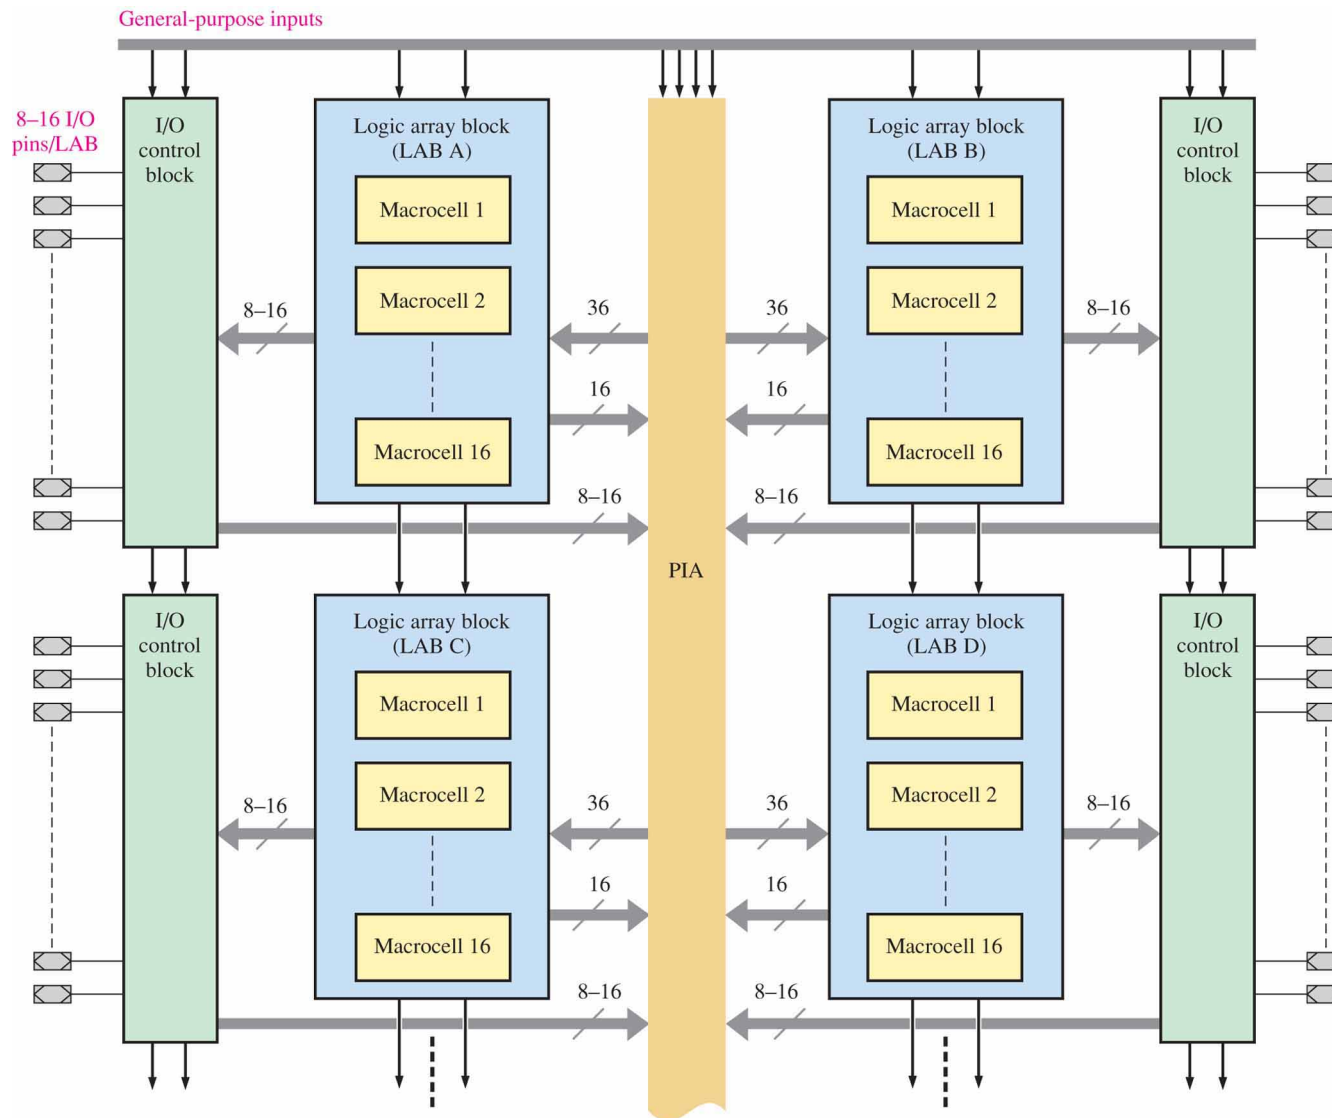 General-purpose inputs
8–16 I/O
pins/LAB
I/O
control
block
Logic array block
(LAB A)
Macrocell 1
Macrocell 2
Macrocell 16
8–16
36
16
8–16
PIA
Logic array block
(LAB B)
Macrocell 1
Macrocell 2
Macrocell 16
36
16
8–16
8–16
I/O
control
block
I/O
control
block
Logic array block
(LAB C)
Macrocell 1
Macrocell 2
Macrocell 16
8–16
36
16
8–16
Logic array block
(LAB D)
Macrocell 1
Macrocell 2
Macrocell 16
36
16
8–16
8–16
I/O
control
block